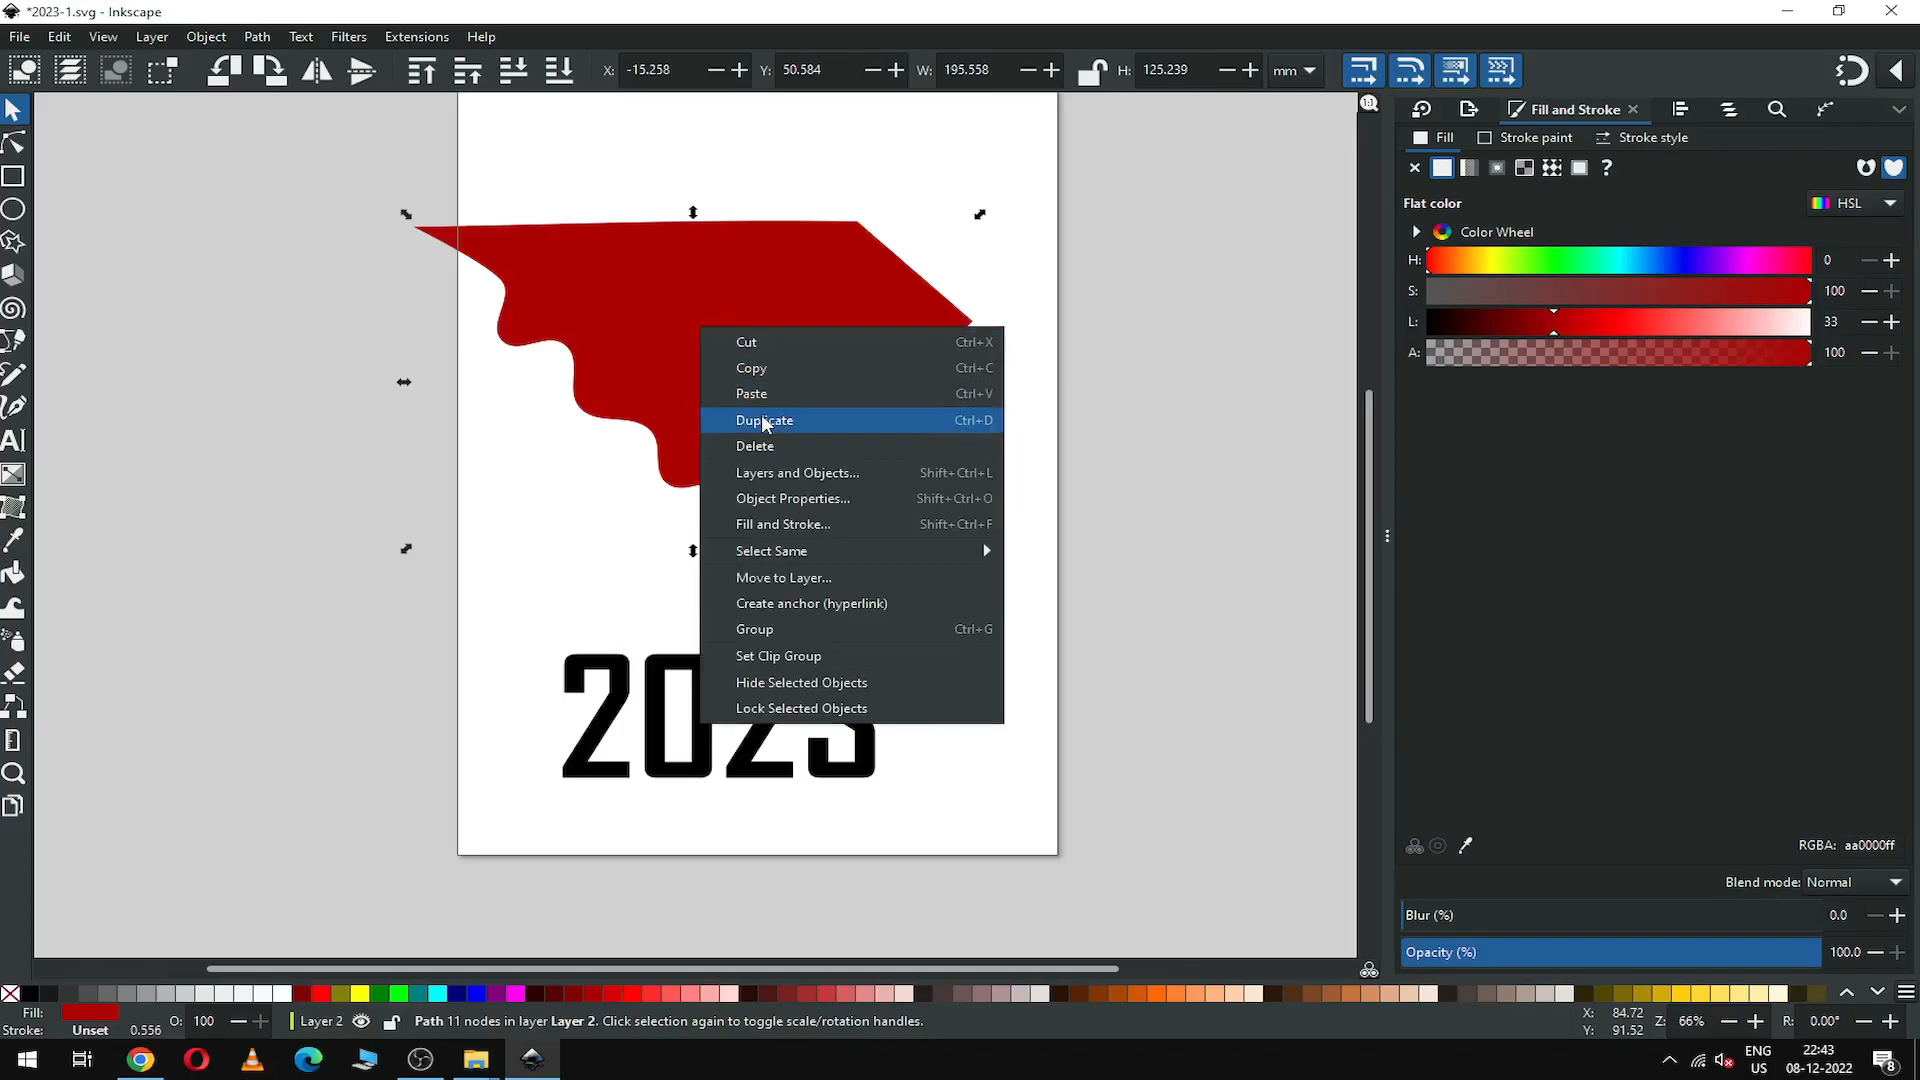 *2023-1.svg - Inkscape
File Edit View Layer Object Path Text Filters Extensions Help
X: -15.258 Y: 50.584 W: 195.558 H: 125.239 mm
Fill and Stroke
Fill Stroke paint Stroke style
Flat color HSL
Color Wheel
H: 0
S: 100
L: 33
A: 100
Cut Ctrl+X
Copy Ctrl+C
Paste Ctrl+V
Duplicate Ctrl+D
Delete
Layers and Objects... Shift+Ctrl+L
Object Properties... Shift+Ctrl+O
Fill and Stroke... Shift+Ctrl+F
Select Same
Move to Layer...
Create anchor (hyperlink)
Group Ctrl+G
Set Clip Group
Hide Selected Objects
Lock Selected Objects
2023
RGBA: aa0000ff
Blend mode: Normal
Blur (%) 0.0
Opacity (%) 100.0
Fill:
Stroke: Unset 0.556 O: 100 Layer 2 Path 11 nodes in layer Layer 2. Click selection again to toggle scale/rotation handles.
X: 84.72
Y: 91.52
Z: 66% R: 0.00°
ENG
US
22:43
08-12-2022
8